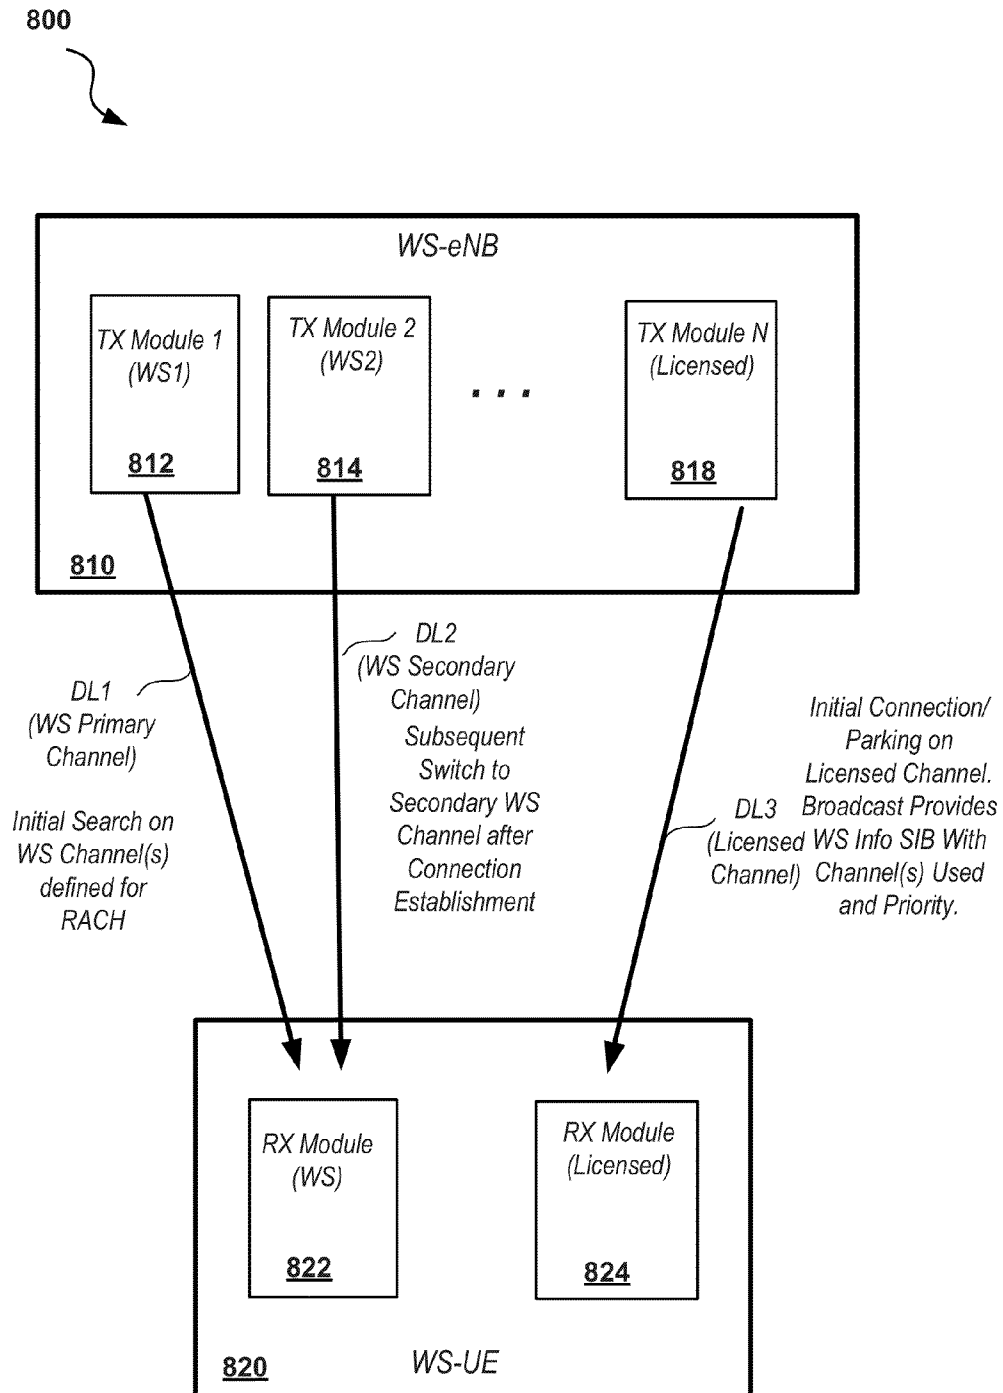 800
WS-eNB
TX Module 1
(WS1)
812
TX Module 2
(WS2)
814
. . .
TX Module N
(Licensed)
818
810
DL1
(WS Primary
Channel)
Initial Search on
WS Channel(s)
defined for
RACH
DL2
(WS Secondary
Channel)
Subsequent
Switch to
Secondary WS
Channel after
Connection
Establishment
DL3
(Licensed
Channel)
Initial Connection/
Parking on
Licensed Channel.
Broadcast Provides
WS Info SIB With
Channel(s) Used
and Priority.
RX Module
(WS)
822
RX Module
(Licensed)
824
820
WS-UE